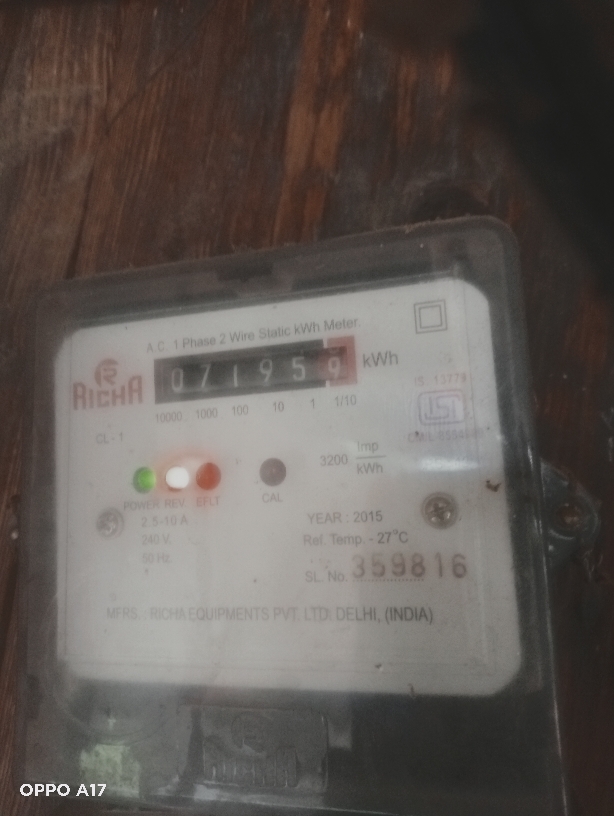 A.C. 1 Phase 2 Wire Static kWh Meter.
RICHA
071959 kWh
10000 1000 100 10 1 1/10
IS: 13779
ISI
CL - 1
3200 Imp
kWh
POWER REV EFLT CAL
2.5-10 A
240 V.
50 Hz.
YEAR : 2015
Ref. Temp. - 27°C
SL. No. 359816
MFRS. : RICHA EQUIPMENTS PVT. LTD. DELHI, (INDIA)
RICHA
OPPO A17